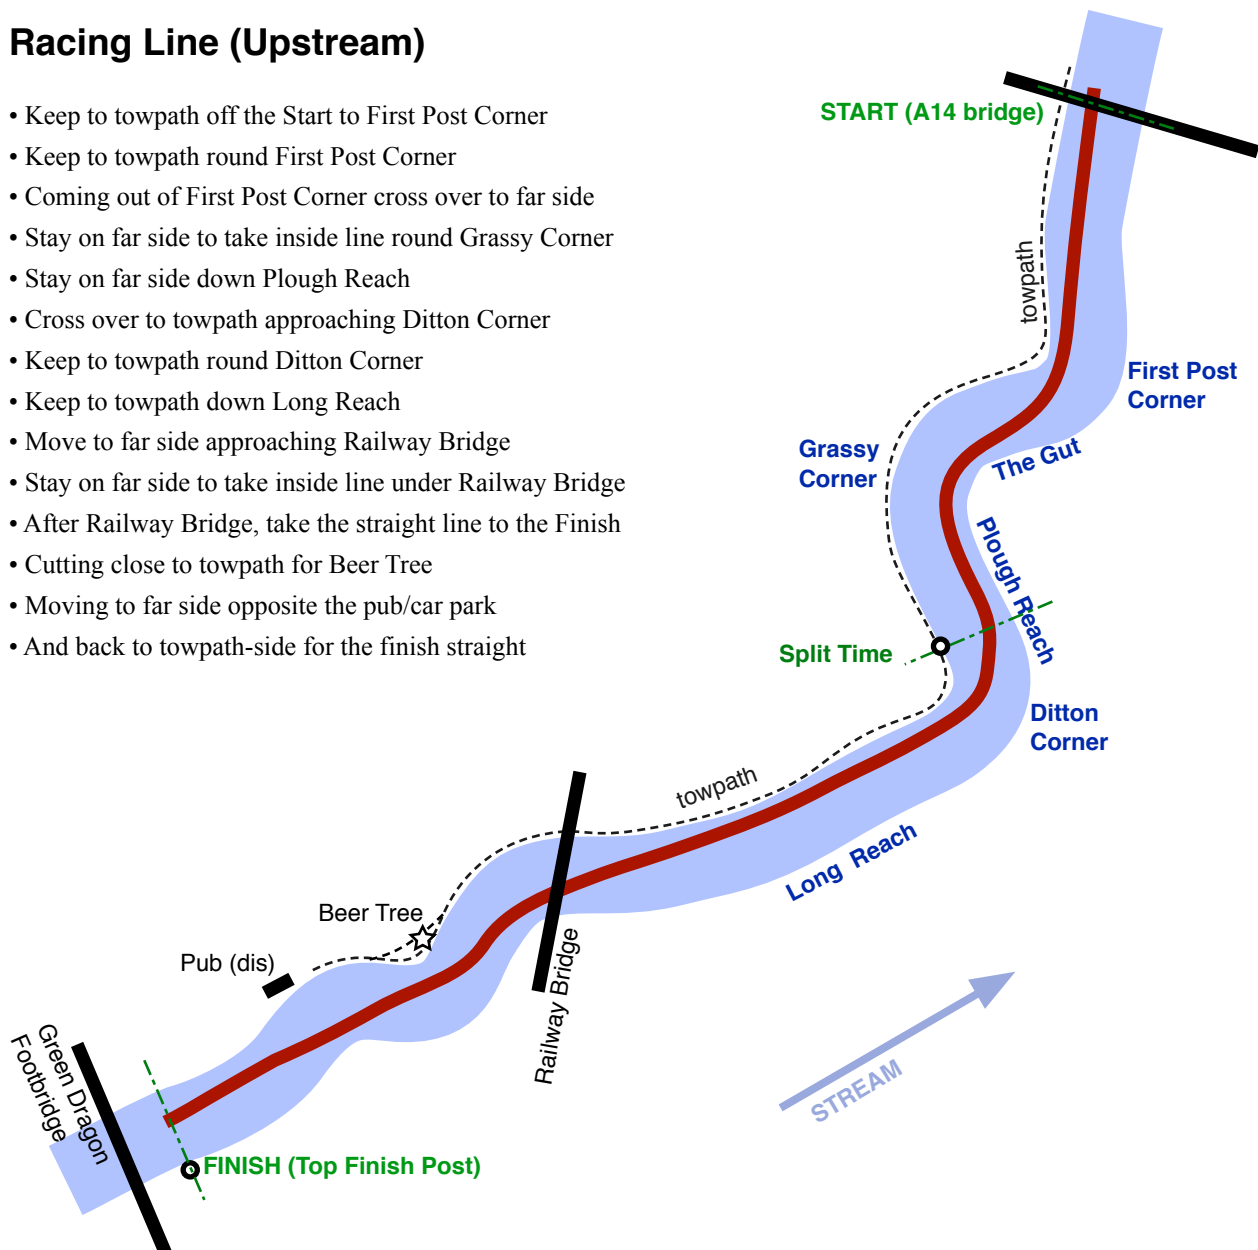 Racing Line (Upstream)
• Keep to towpath off the Start to First Post Corner
• Keep to towpath round First Post Corner
• Coming out of First Post Corner cross over to far side
• Stay on far side to take inside line round Grassy Corner
• Stay on far side down Plough Reach
• Cross over to towpath approaching Ditton Corner
• Keep to towpath round Ditton Corner
• Keep to towpath down Long Reach
• Move to far side approaching Railway Bridge
• Stay on far side to take inside line under Railway Bridge
• After Railway Bridge, take the straight line to the Finish
• Cutting close to towpath for Beer Tree
• Moving to far side opposite the pub/car park
• And back to towpath-side for the finish straight
START (A14 bridge)
towpath
First Post
Corner
Grassy
Corner
The Gut
Plough Reach
Split Time
Ditton
Corner
towpath
Long Reach
Beer Tree
Pub (dis)
Railway Bridge
Green Dragon
Footbridge
STREAM
FINISH (Top Finish Post)